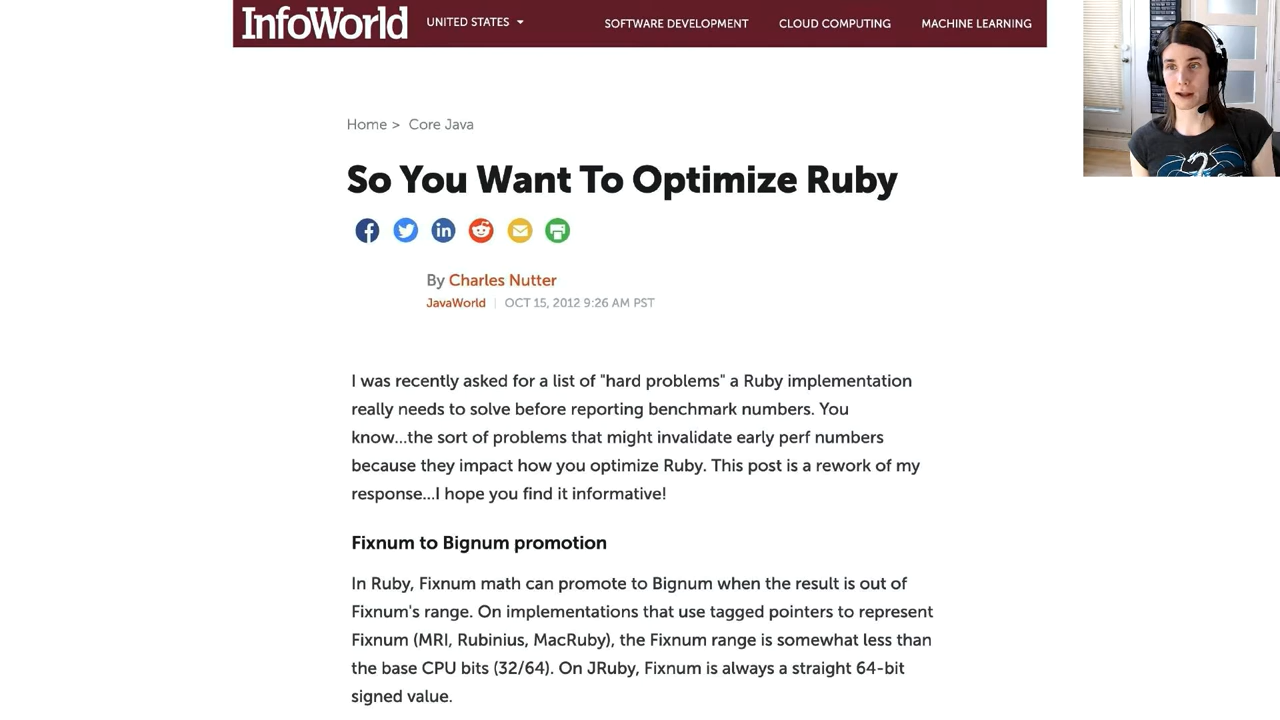 InfoWorld
UNITED STATES
SOFTWARE DEVELOPMENT
CLOUD COMPUTING
MACHINE LEARNING
Home > Core Java
So You Want To Optimize Ruby
By Charles Nutter
JavaWorld | OCT 15, 2012 9:26 AM PST
I was recently asked for a list of "hard problems" a Ruby implementation
really needs to solve before reporting benchmark numbers. You
know...the sort of problems that might invalidate early perf numbers
because they impact how you optimize Ruby. This post is a rework of my
response...I hope you find it informative!
Fixnum to Bignum promotion
In Ruby, Fixnum math can promote to Bignum when the result is out of
Fixnum's range. On implementations that use tagged pointers to represent
Fixnum (MRI, Rubinius, MacRuby), the Fixnum range is somewhat less than
the base CPU bits (32/64). On JRuby, Fixnum is always a straight 64-bit
signed value.